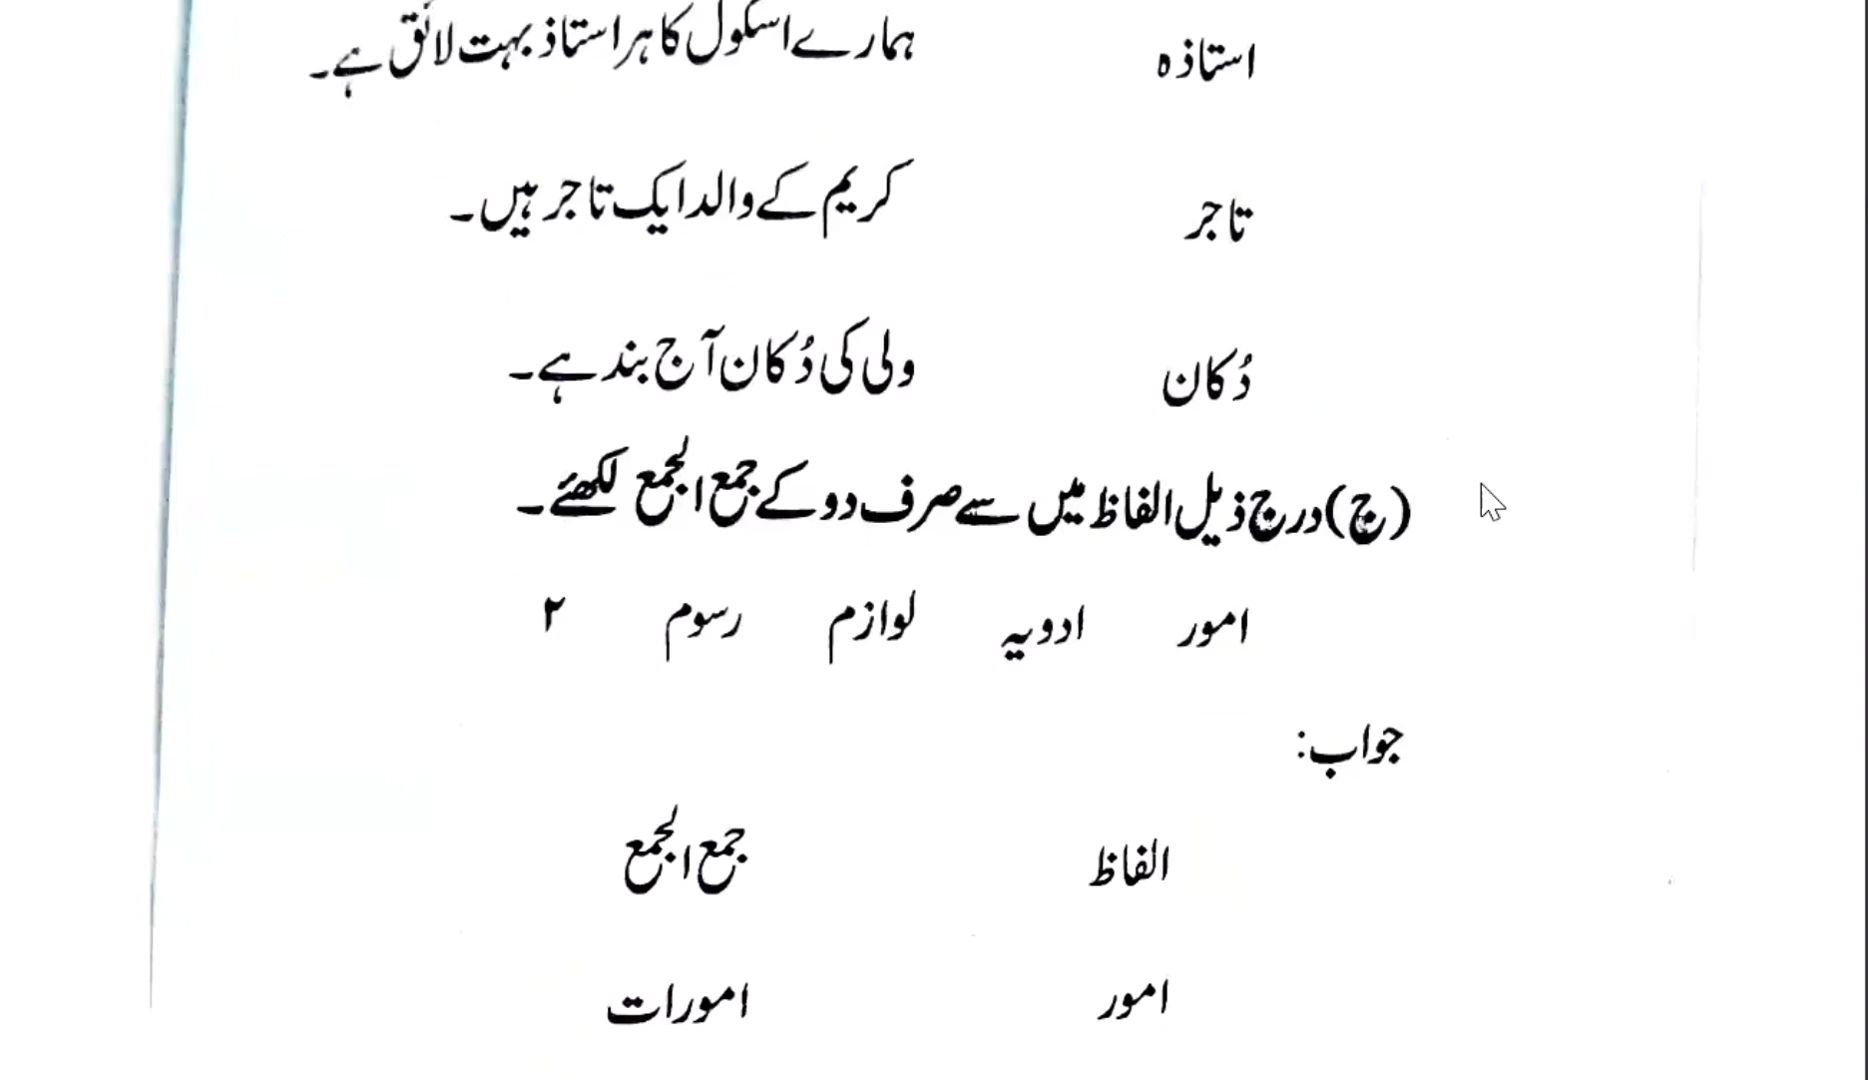 استاذہ ہمارے اسکول کا ہر استاذ بہت لائق ہے۔
تاجر کریم کے والد ایک تاجر ہیں۔
دُکان ولی کی دُکان آج بند ہے۔
(ج) درج ذیل الفاظ میں سے صرف دو کے جمع الجمع لکھئے۔
امور ادویہ لوازم رسوم ۲
جواب:
الفاظ جمع الجمع
امور امورات